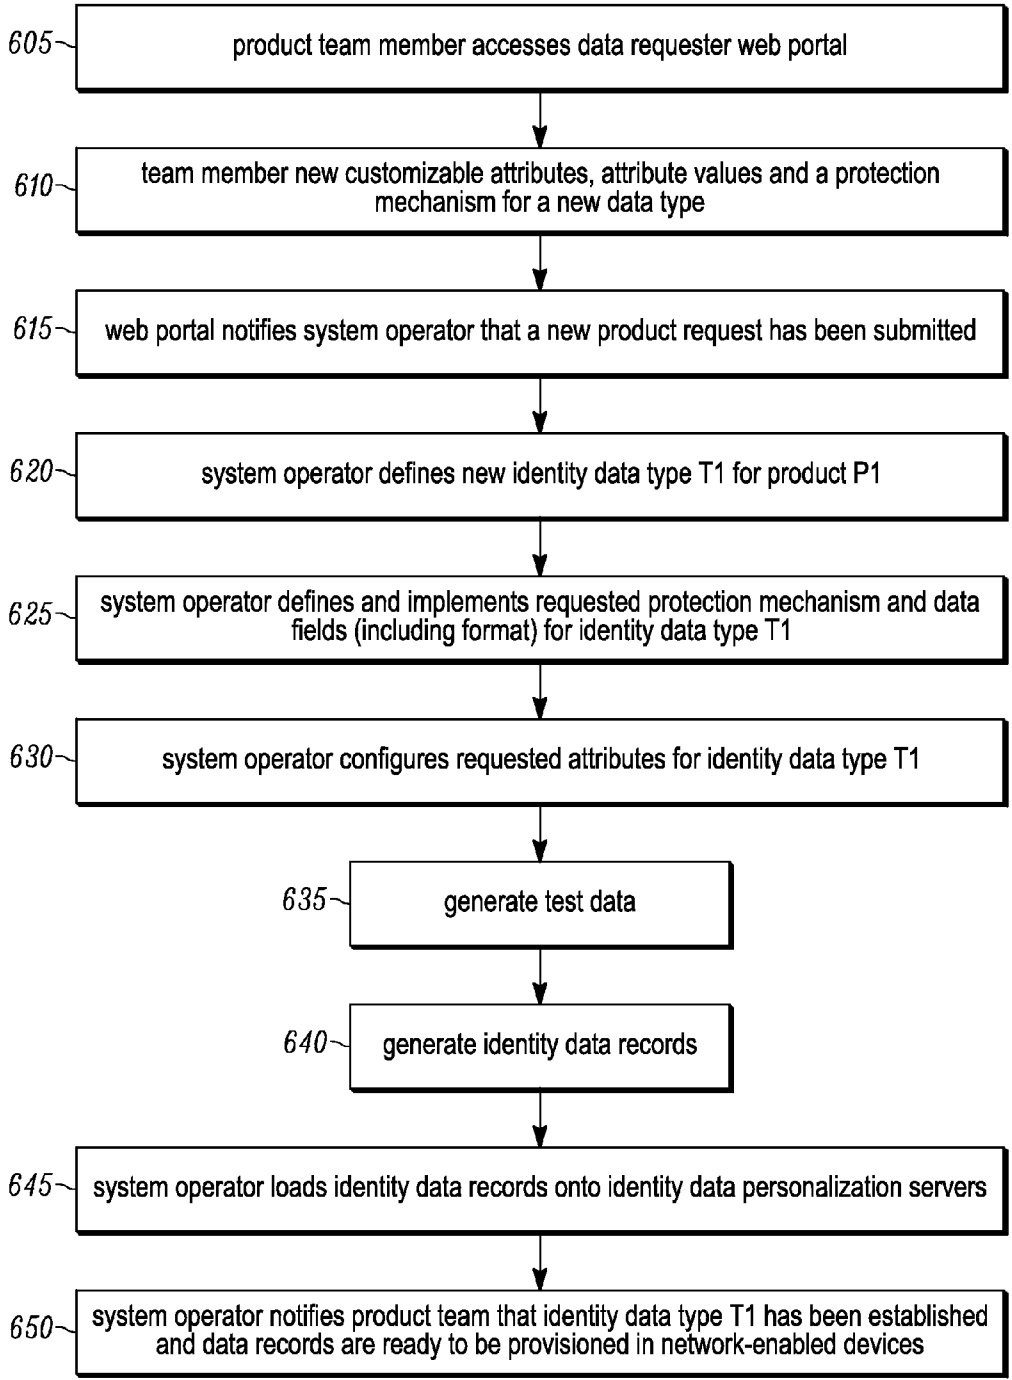 605
product team member accesses data requester web portal
610
team member new customizable attributes, attribute values and a protection
mechanism for a new data type
615
web portal notifies system operator that a new product request has been submitted
620
system operator defines new identity data type T1 for product P1
625
system operator defines and implements requested protection mechanism and data
fields (including format) for identity data type T1
630
system operator configures requested attributes for identity data type T1
635
generate test data
640
generate identity data records
645
system operator loads identity data records onto identity data personalization servers
650
system operator notifies product team that identity data type T1 has been established
and data records are ready to be provisioned in network-enabled devices